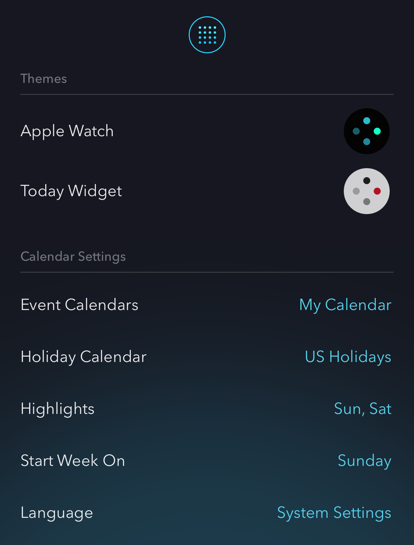 Themes
Apple Watch
Today Widget
Calendar Settings
Event Calendars My Calendar
Holiday Calendar US Holidays
Highlights Sun, Sat
Start Week On Sunday
Language System Settings